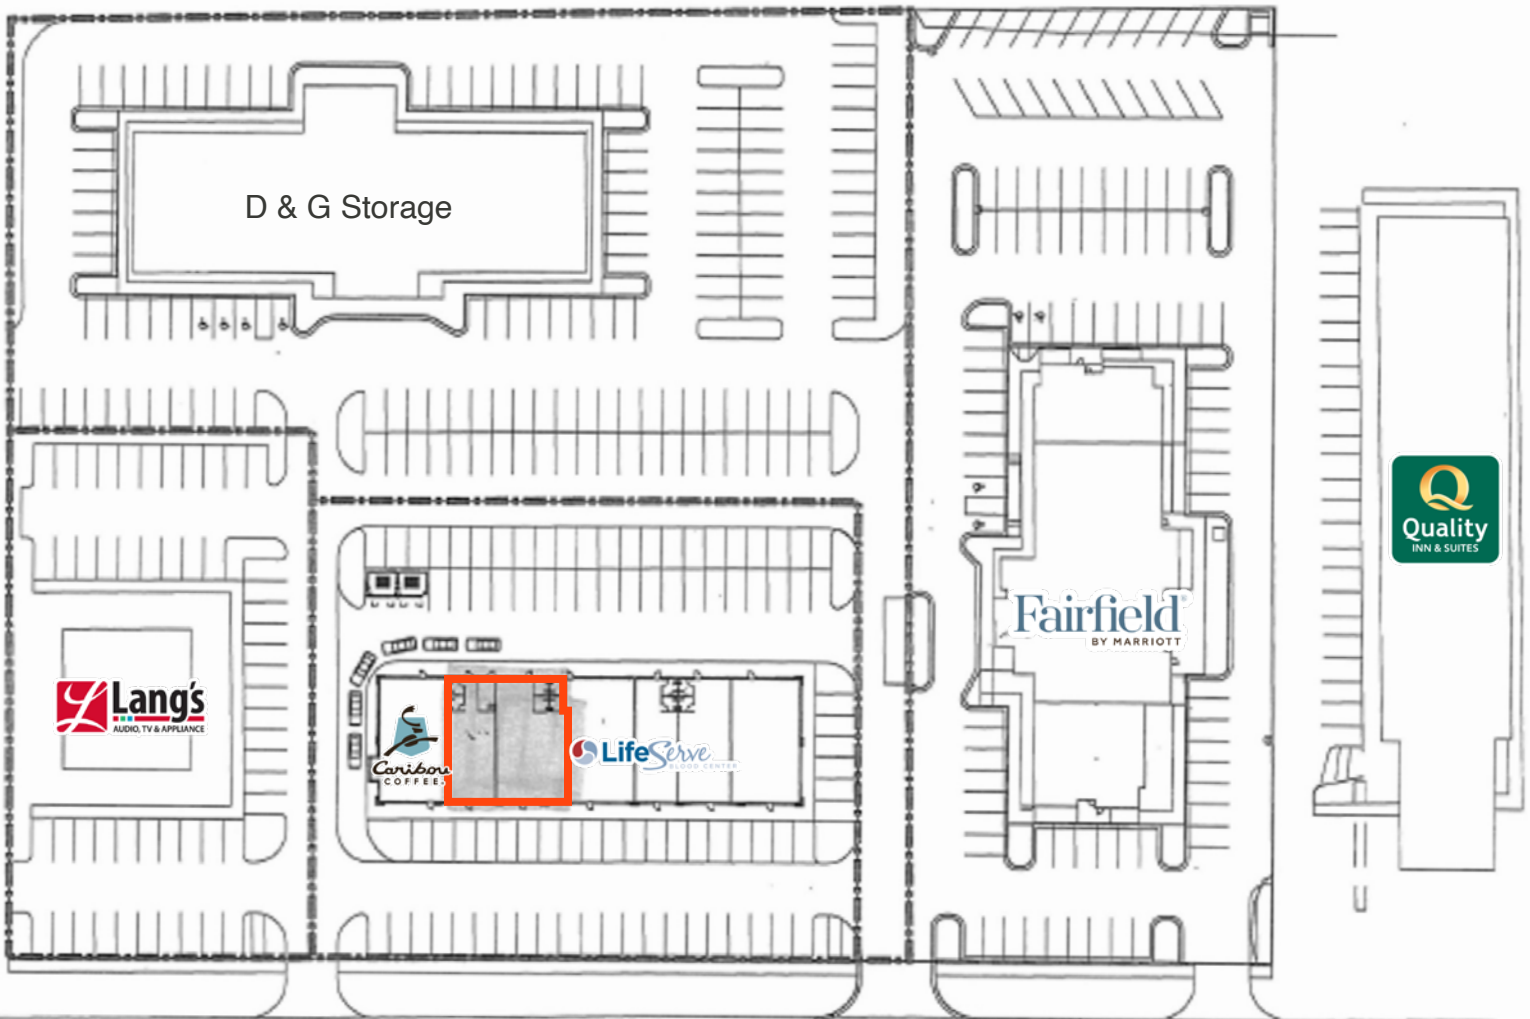 D & G Storage
Quality
INN & SUITES
Fairfield
BY MARRIOTT
Lang's
AUDIO, TV & APPLIANCE
Caribou
COFFEE
LifeServe
BLOOD CENTER